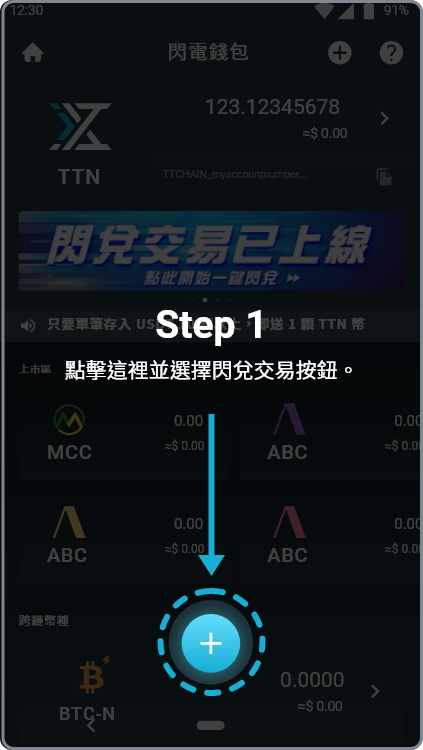 12:30
91%
閃電錢包
123.12345678
≈$ 0.00
TTN
TTCHAIN_myaccountnumber...
閃兌交易已上線
點此開始一鍵閃兌
只要單筆存入 US 上，即送 1 顆 TTN 幣
Step 1
點擊這裡並選擇閃兌交易按鈕。
上市區
0.00
≈$ 0.00
MCC
0.00
≈$ 0.00
ABC
0.00
≈$ 0.00
ABC
0.00
≈$ 0.00
ABC
跨鏈幣種
0.0000
≈$ 0.00
BTC-N